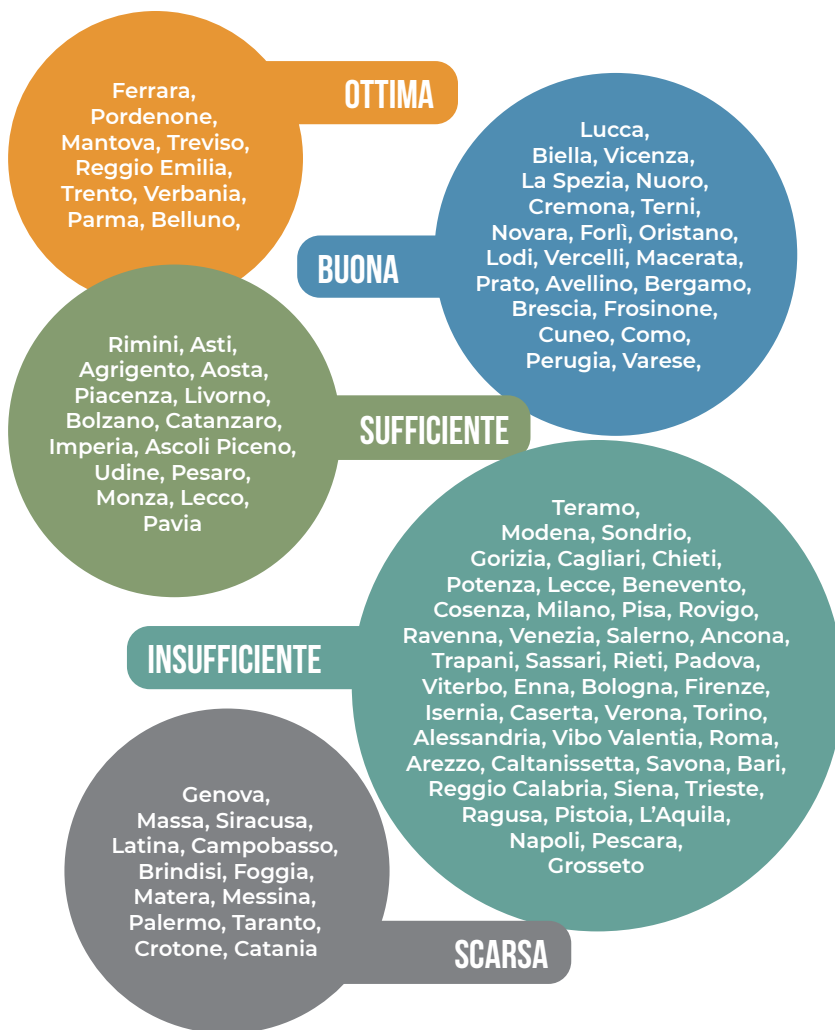 OTTIMA
Ferrara,
Pordenone,
Mantova, Treviso,
Reggio Emilia,
Trento, Verbania,
Parma, Belluno,
BUONA
Lucca,
Biella, Vicenza,
La Spezia, Nuoro,
Cremona, Terni,
Novara, Forlì, Oristano,
Lodi, Vercelli, Macerata,
Prato, Avellino, Bergamo,
Brescia, Frosinone,
Cuneo, Como,
Perugia, Varese,
SUFFICIENTE
Rimini, Asti,
Agrigento, Aosta,
Piacenza, Livorno,
Bolzano, Catanzaro,
Imperia, Ascoli Piceno,
Udine, Pesaro,
Monza, Lecco,
Pavia
INSUFFICIENTE
Teramo,
Modena, Sondrio,
Gorizia, Cagliari, Chieti,
Potenza, Lecce, Benevento,
Cosenza, Milano, Pisa, Rovigo,
Ravenna, Venezia, Salerno, Ancona,
Trapani, Sassari, Rieti, Padova,
Viterbo, Enna, Bologna, Firenze,
Isernia, Caserta, Verona, Torino,
Alessandria, Vibo Valentia, Roma,
Arezzo, Caltanissetta, Savona, Bari,
Reggio Calabria, Siena, Trieste,
Ragusa, Pistoia, L’Aquila,
Napoli, Pescara,
Grosseto
SCARSA
Genova,
Massa, Siracusa,
Latina, Campobasso,
Brindisi, Foggia,
Matera, Messina,
Palermo, Taranto,
Crotone, Catania